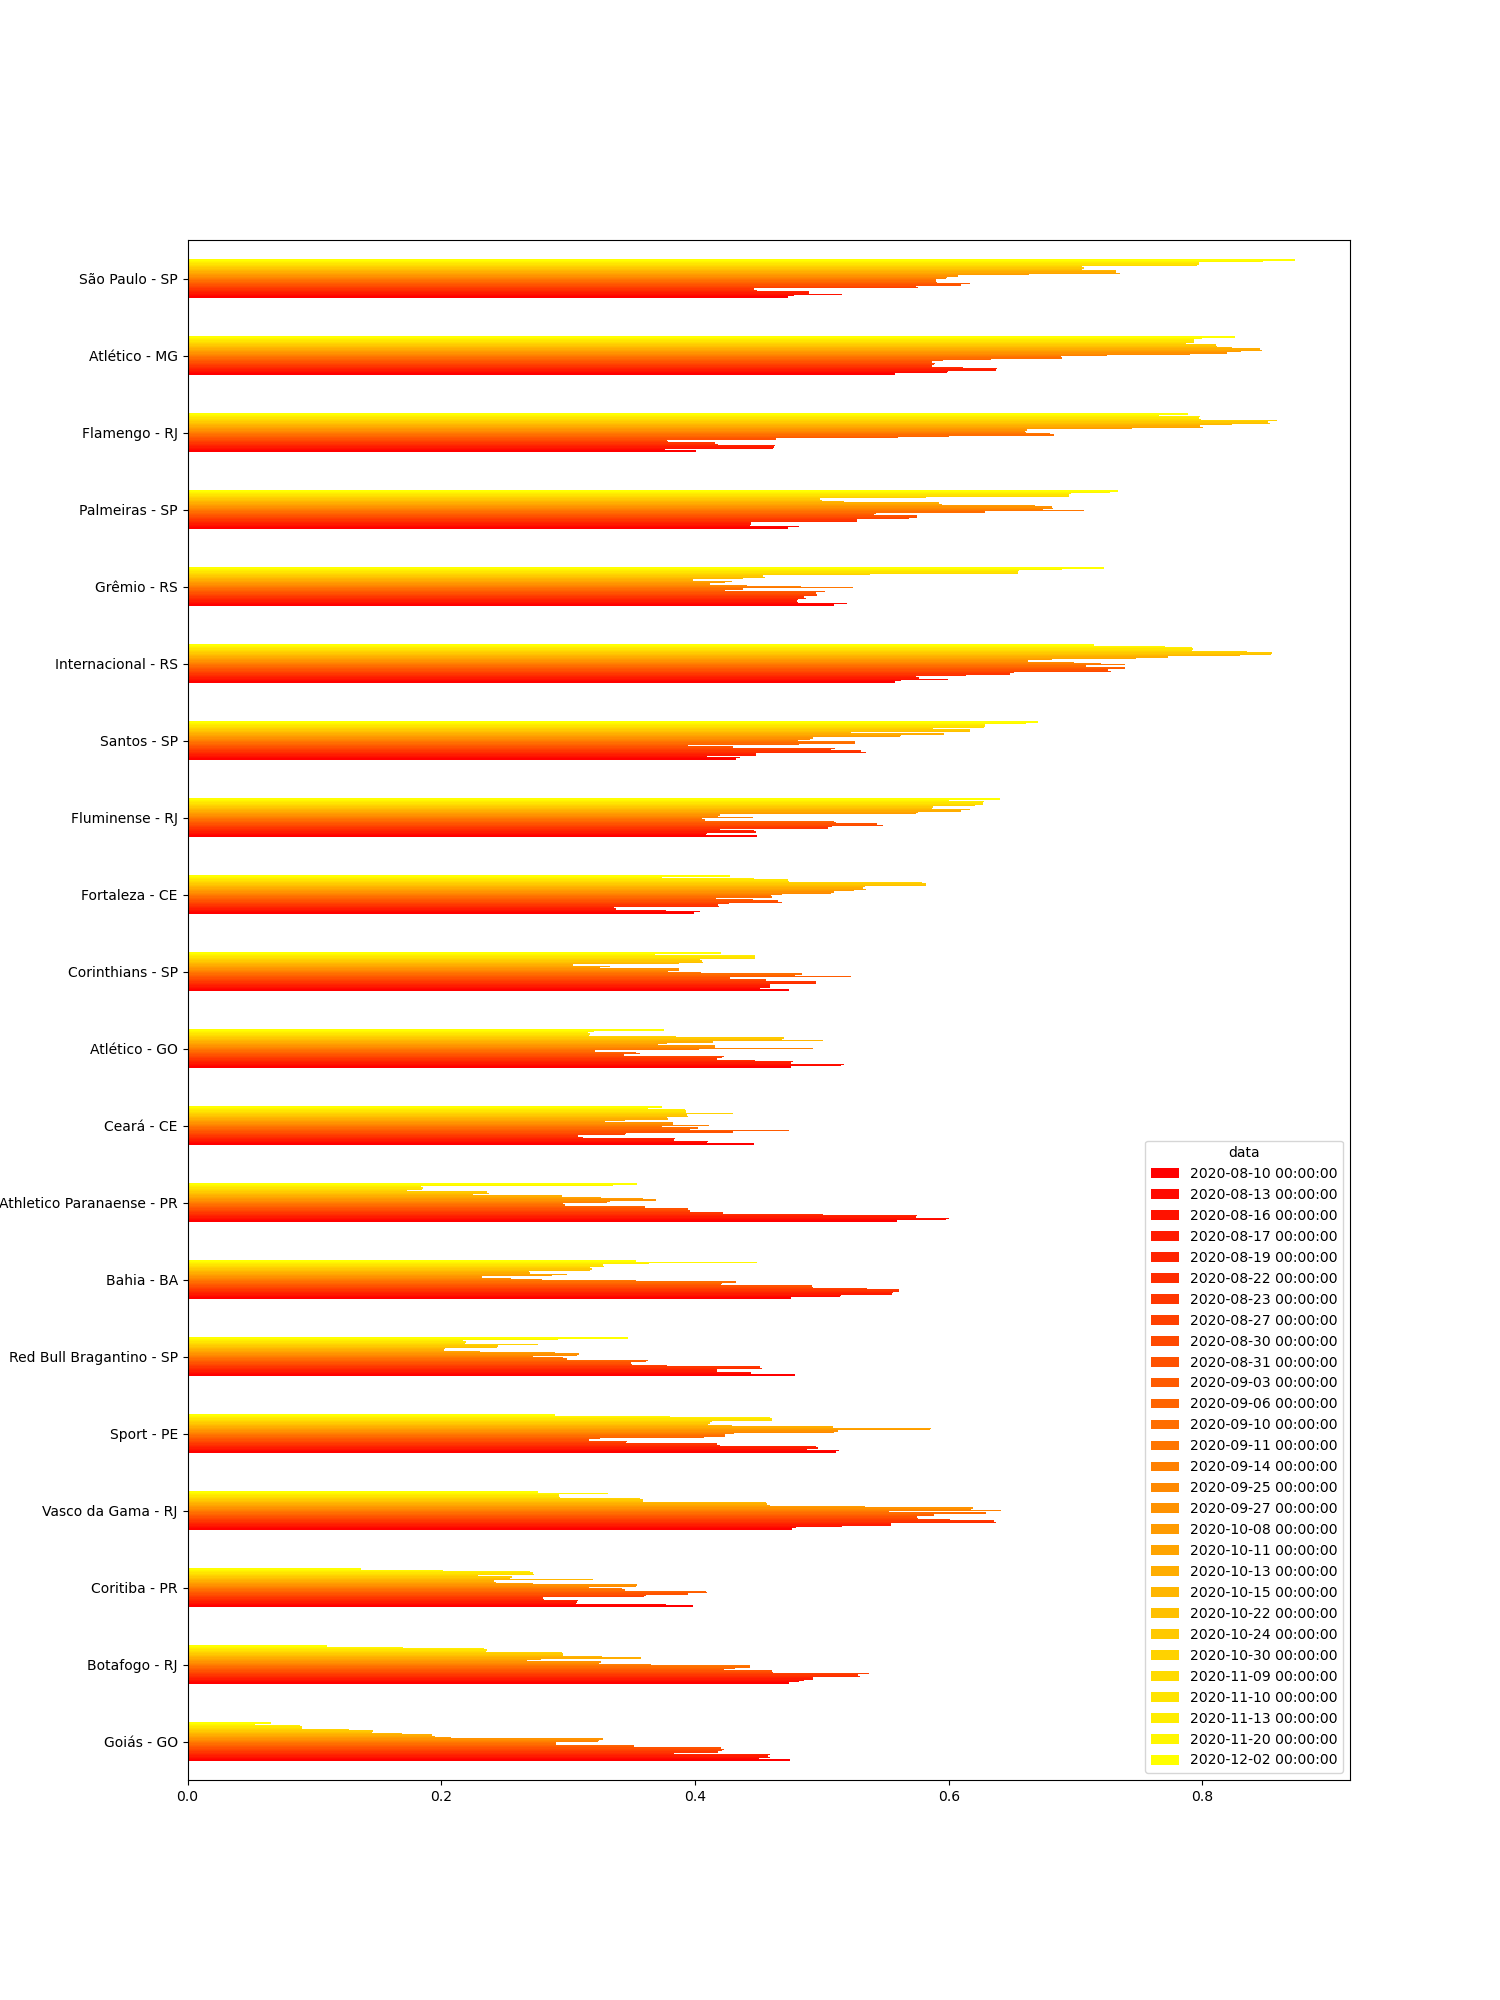 São Paulo - SP
Atlético - MG
Flamengo - RJ
Palmeiras - SP
Grêmio - RS
Internacional - RS
Santos - SP
Fluminense - RJ
Fortaleza - CE
Corinthians - SP
Atlético - GO
Ceará - CE
Athletico Paranaense - PR
Bahia - BA
Red Bull Bragantino - SP
Sport - PE
Vasco da Gama - RJ
Coritiba - PR
Botafogo - RJ
Goiás - GO
0.0 0.2 0.4 0.6 0.8
data
2020-08-10 00:00:00
2020-08-13 00:00:00
2020-08-16 00:00:00
2020-08-17 00:00:00
2020-08-19 00:00:00
2020-08-22 00:00:00
2020-08-23 00:00:00
2020-08-27 00:00:00
2020-08-30 00:00:00
2020-08-31 00:00:00
2020-09-03 00:00:00
2020-09-06 00:00:00
2020-09-10 00:00:00
2020-09-11 00:00:00
2020-09-14 00:00:00
2020-09-25 00:00:00
2020-09-27 00:00:00
2020-10-08 00:00:00
2020-10-11 00:00:00
2020-10-13 00:00:00
2020-10-15 00:00:00
2020-10-22 00:00:00
2020-10-24 00:00:00
2020-10-30 00:00:00
2020-11-09 00:00:00
2020-11-10 00:00:00
2020-11-13 00:00:00
2020-11-20 00:00:00
2020-12-02 00:00:00